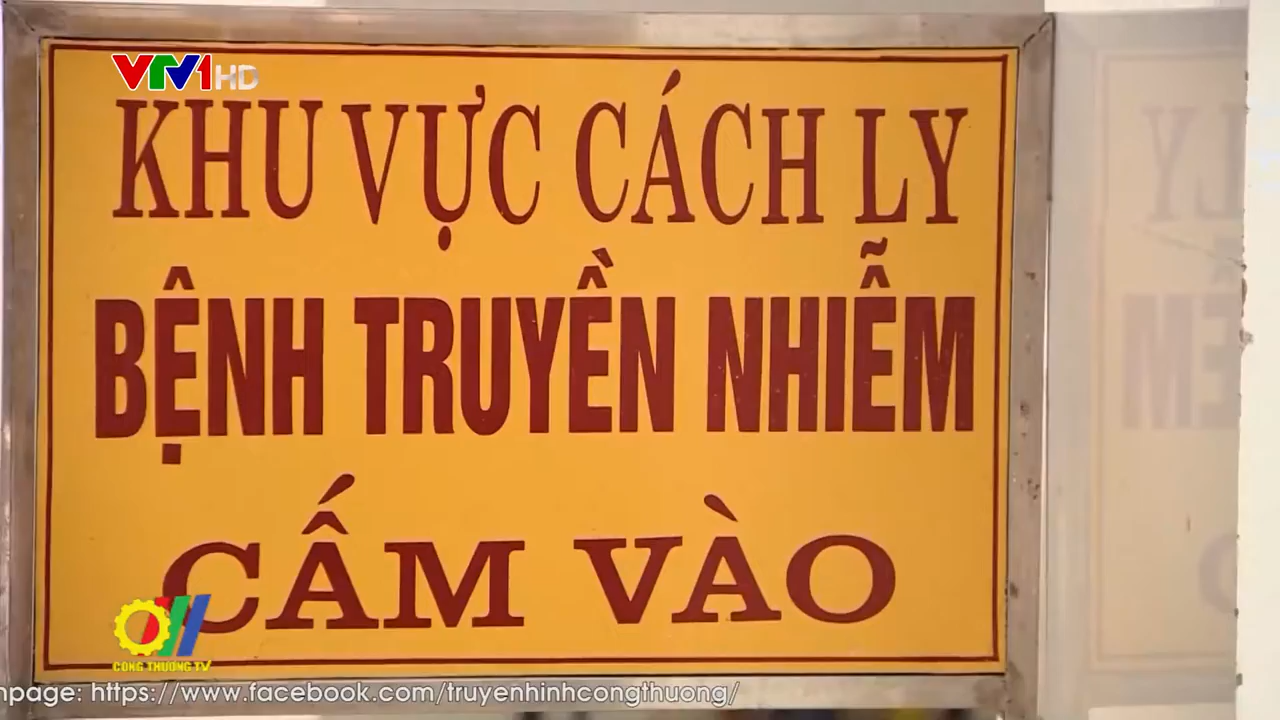 VTV1 HD
KHU VỰC CÁCH LY
BỆNH TRUYỀN NHIỄM
CẤM VÀO
CÔNG THƯƠNG TV
npage: https://www.facebook.com/truyenhinhcongthuong/